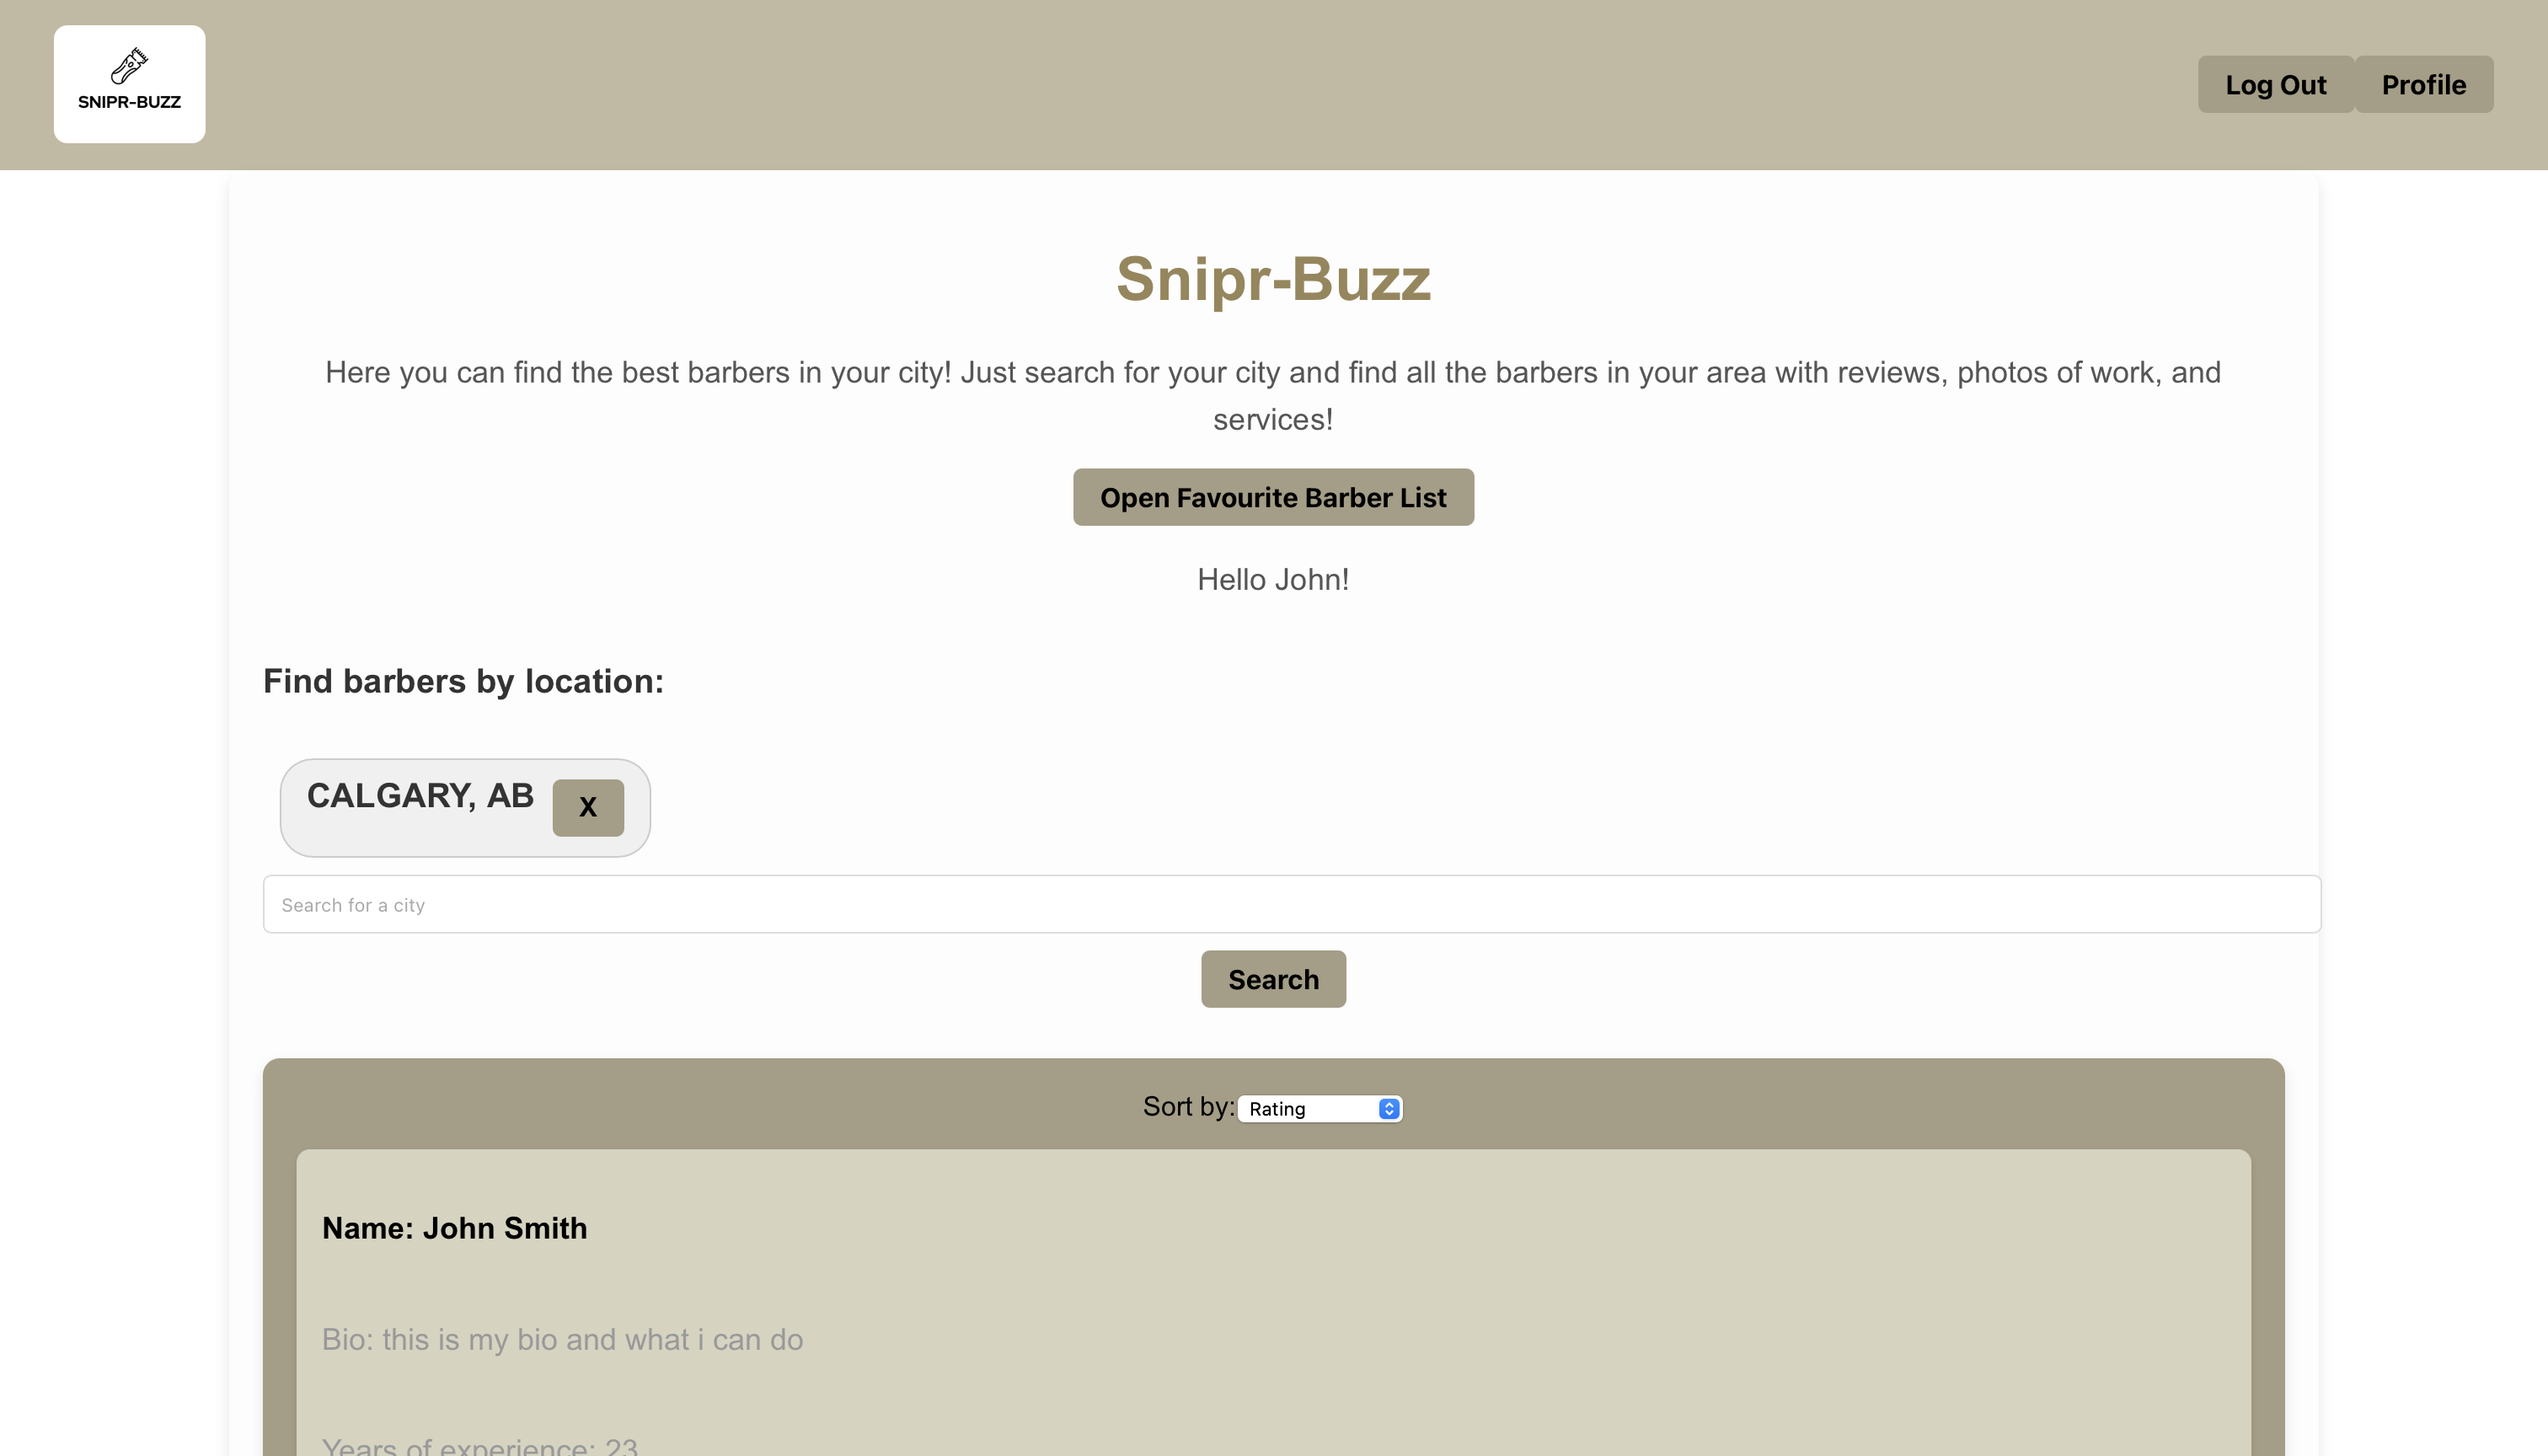 SNIPR-BUZZ
Log Out
Profile
Snipr-Buzz
Here you can find the best barbers in your city! Just search for your city and find all the barbers in your area with reviews, photos of work, and
services!
Open Favourite Barber List
Hello John!
Find barbers by location:
CALGARY, AB
X
Search for a city
Search
Sort by: Rating
Name: John Smith
Bio: this is my bio and what i can do
Years of experience: 23